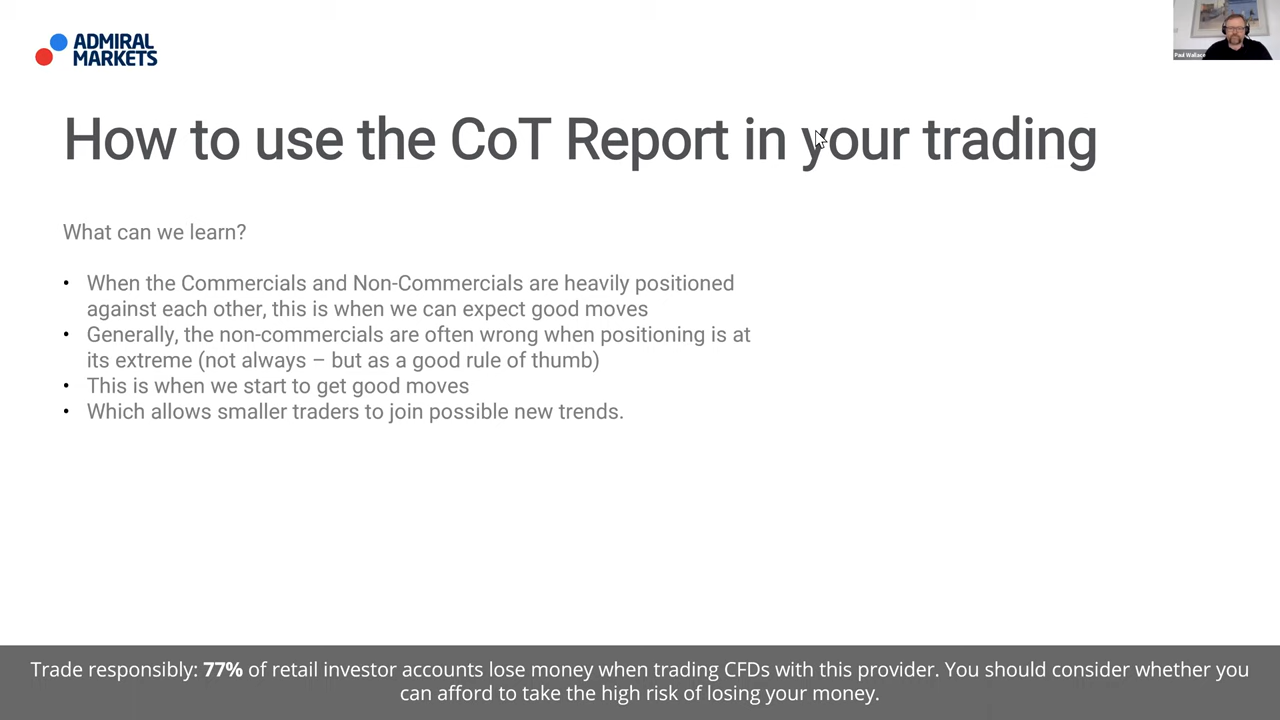 ADMIRAL
MARKETS
Paul Wallace
How to use the CoT Report in your trading
What can we learn?
• When the Commercials and Non-Commercials are heavily positioned
against each other, this is when we can expect good moves
• Generally, the non-commercials are often wrong when positioning is at
its extreme (not always – but as a good rule of thumb)
• This is when we start to get good moves
• Which allows smaller traders to join possible new trends.
Trade responsibly: 77% of retail investor accounts lose money when trading CFDs with this provider. You should consider whether you
can afford to take the high risk of losing your money.